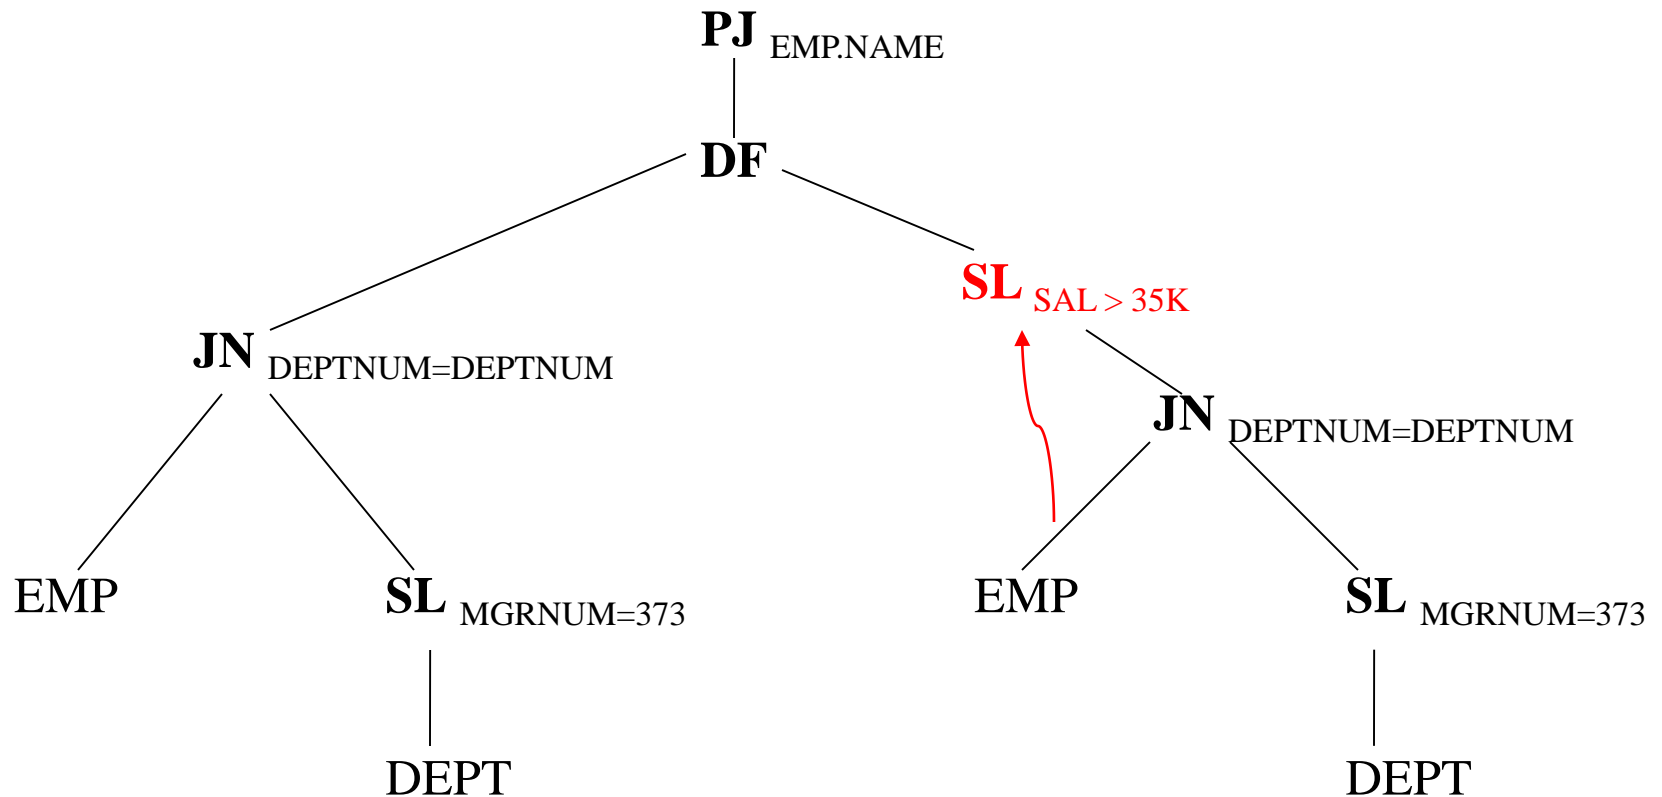 PJ EMP.NAME
DF
SL SAL > 35K
JN DEPTNUM=DEPTNUM
JN DEPTNUM=DEPTNUM
EMP
SL MGRNUM=373
EMP
SL MGRNUM=373
DEPT
DEPT